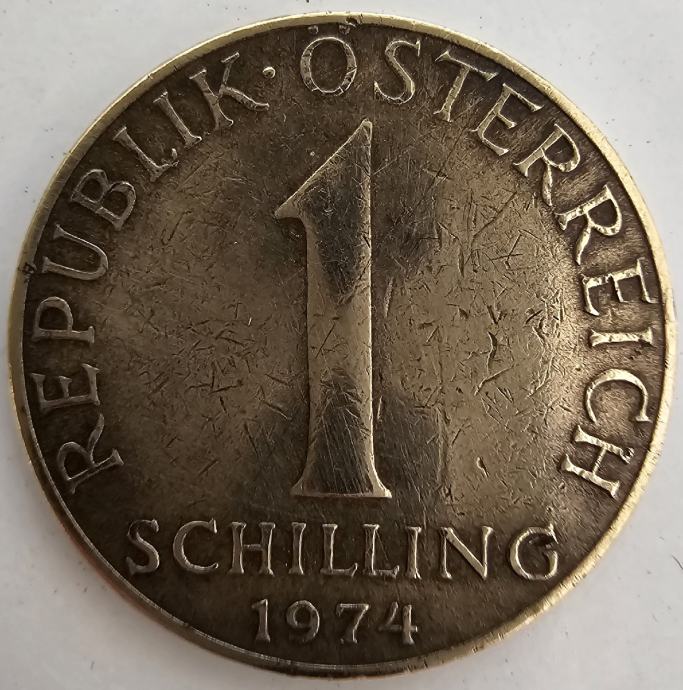 REPUBLIK · ÖSTERREICH
1
SCHILLING
1974